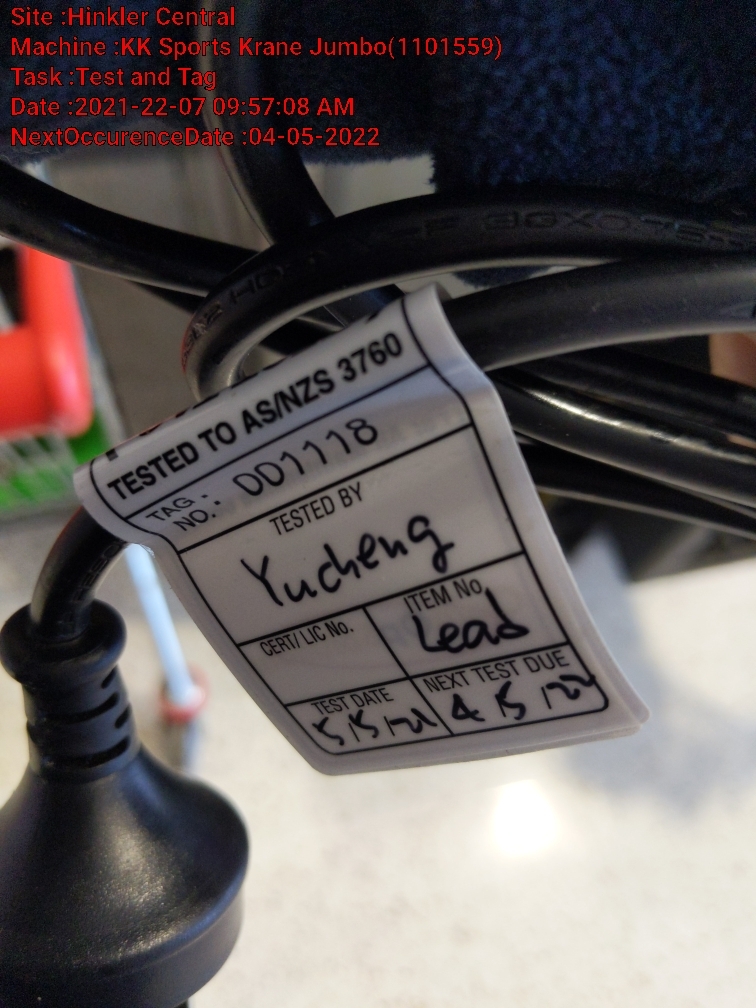 Site :Hinkler Central
Machine :KK Sports Krane Jumbo(1101559)
Task :Test and Tag
Date :2021-22-07 09:57:08 AM
NextOccurenceDate :04-05-2022
TESTED TO AS/NZS 3760
TAG NO.: DD1118
TESTED BY
Yucheng
CERT/ LIC No.
ITEM No.
Lead
TEST DATE
5/5/21
NEXT TEST DUE
4/5/22